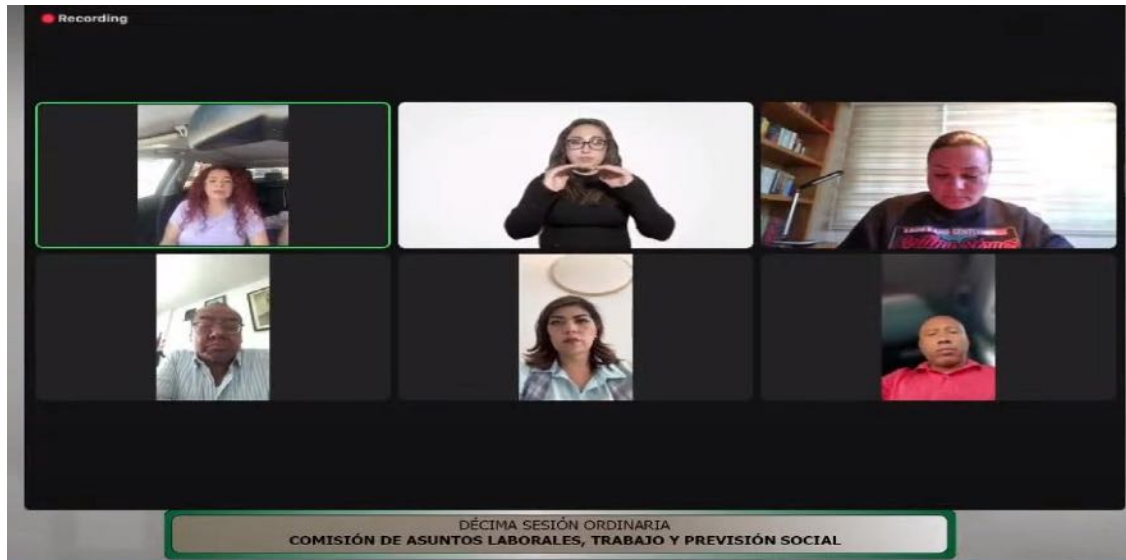 Recording
DÉCIMA SESIÓN ORDINARIA
COMISIÓN DE ASUNTOS LABORALES, TRABAJO Y PREVISIÓN SOCIAL